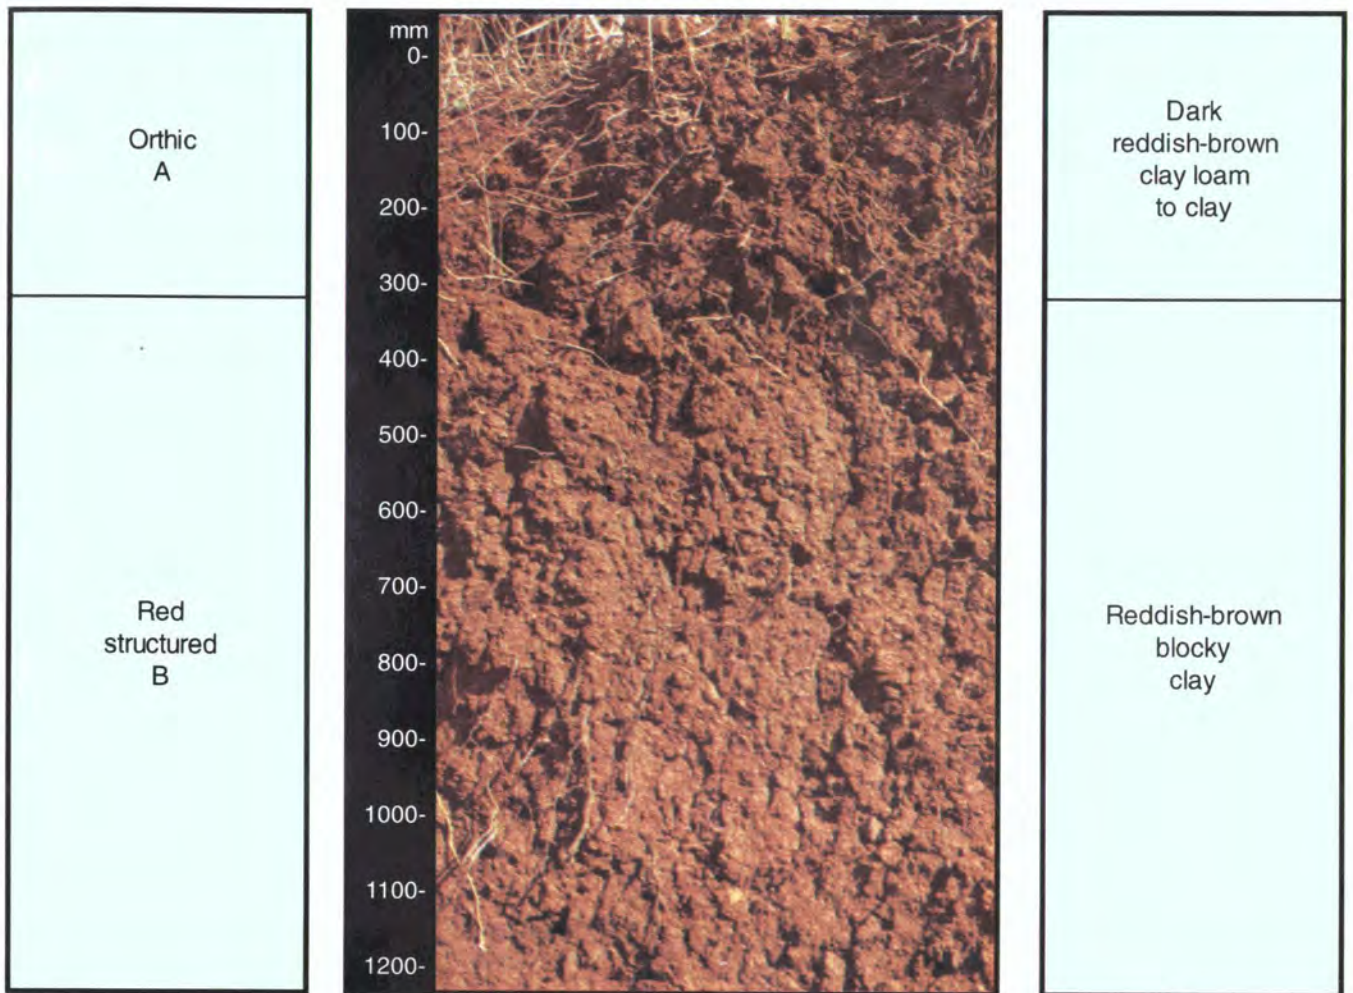 Orthic
A
Red
structured
B
mm
0-
100-
200-
300-
400-
500-
600-
700-
800-
900-
1000-
1100-
1200-
Dark
reddish-brown
clay loam
to clay
Reddish-brown
blocky
clay